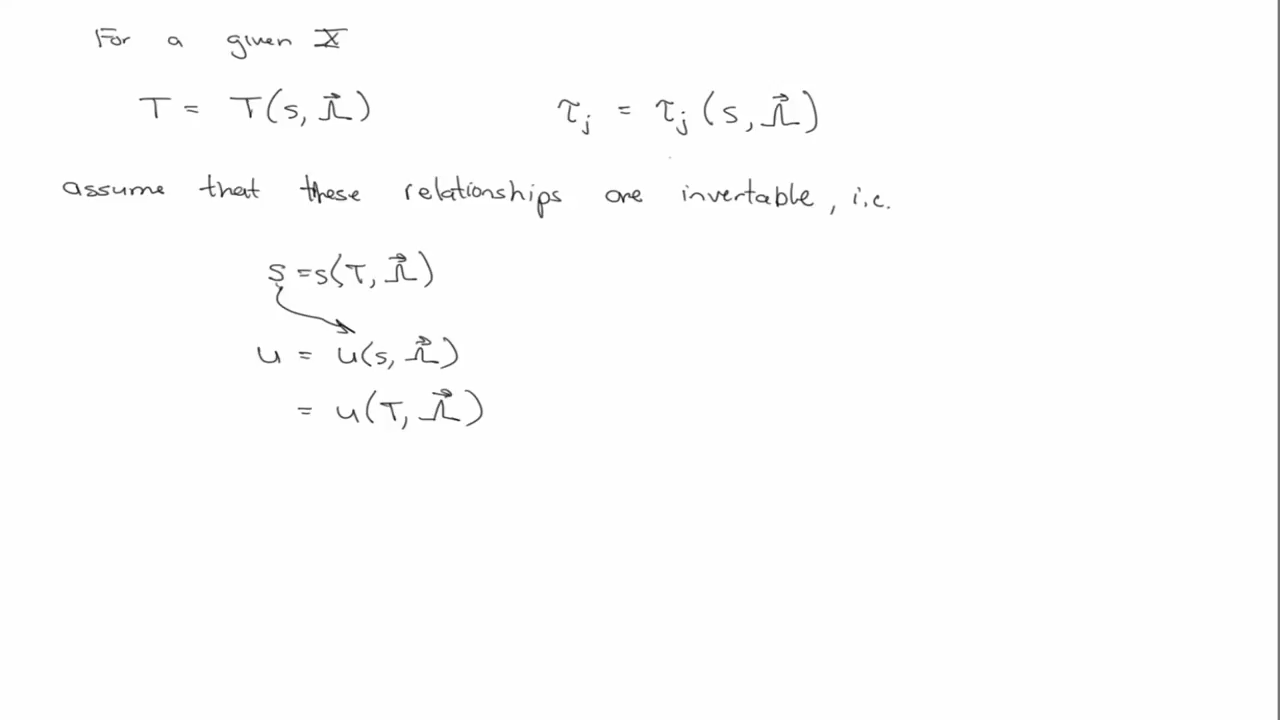 For a given X
T = T(s, Λ⃗) τⱼ = τⱼ (s, Λ⃗)
assume that these relationships are invertable, i.e.
s = s(T, Λ⃗)
u = u(s, Λ⃗)
= u(T, Λ⃗)